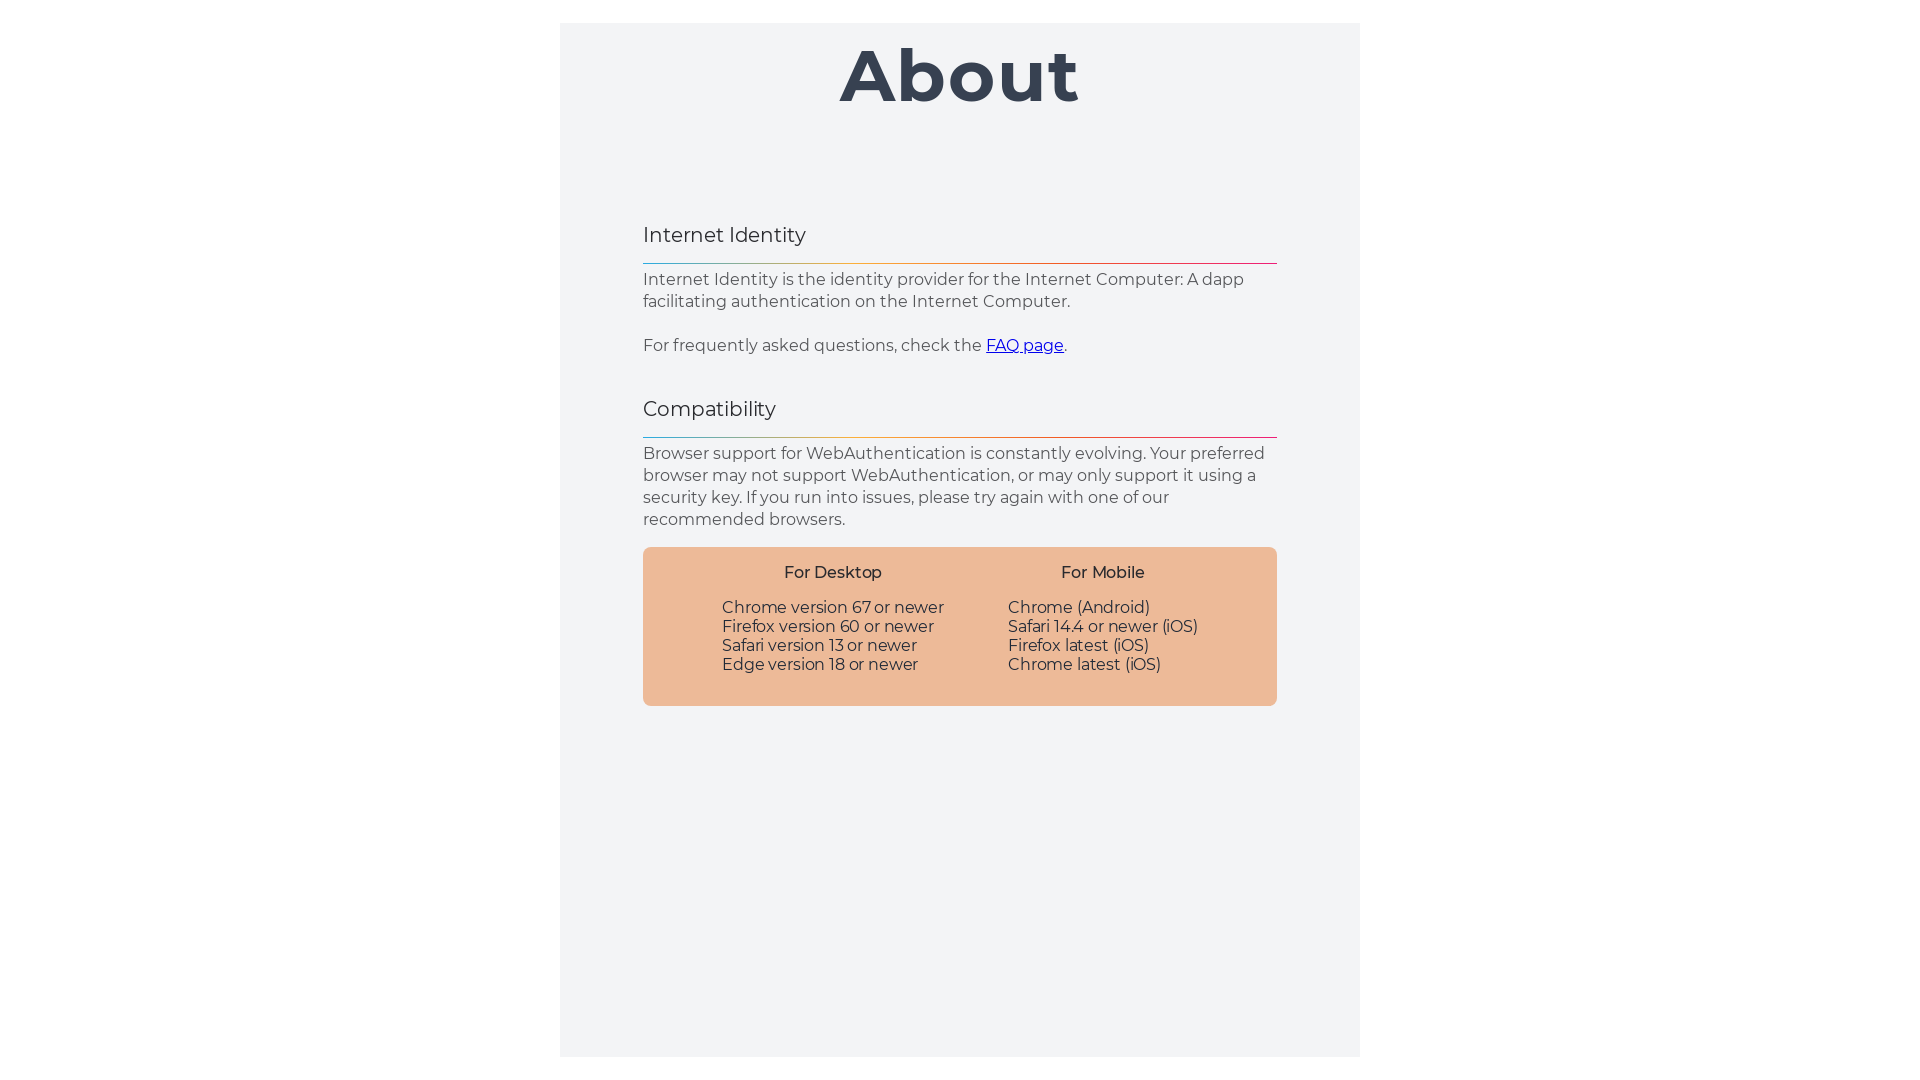 About
Internet Identity
Internet Identity is the identity provider for the Internet Computer: A dapp
facilitating authentication on the Internet Computer.
For frequently asked questions, check the FAQ page.
Compatibility
Browser support for WebAuthentication is constantly evolving. Your preferred
browser may not support WebAuthentication, or may only support it using a
security key. If you run into issues, please try again with one of our
recommended browsers.
For Desktop
Chrome version 67 or newer
Firefox version 60 or newer
Safari version 13 or newer
Edge version 18 or newer
For Mobile
Chrome (Android)
Safari 14.4 or newer (iOS)
Firefox latest (iOS)
Chrome latest (iOS)